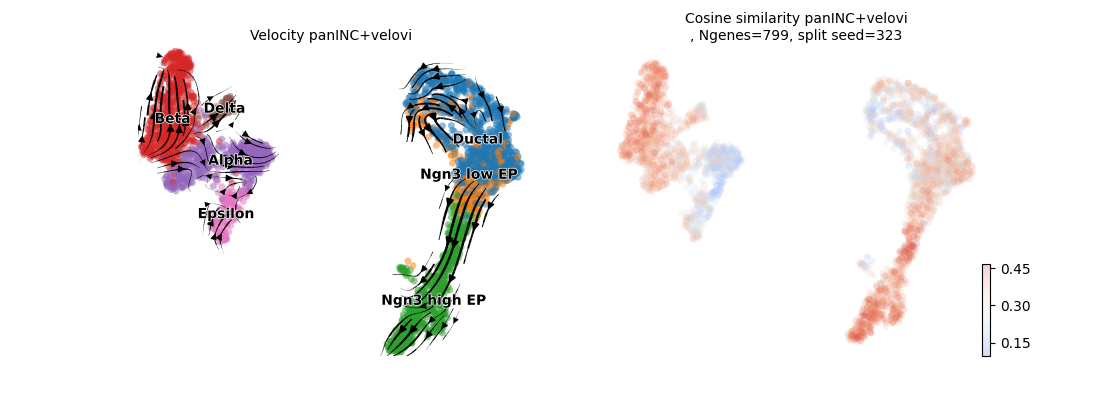 Velocity panINC+velovi
Delta
Beta
Alpha
Epsilon
Ductal
Ngn3 low EP
Ngn3 high EP
Cosine similarity panINC+velovi
, Ngenes=799, split seed=323
0.45
0.30
0.15